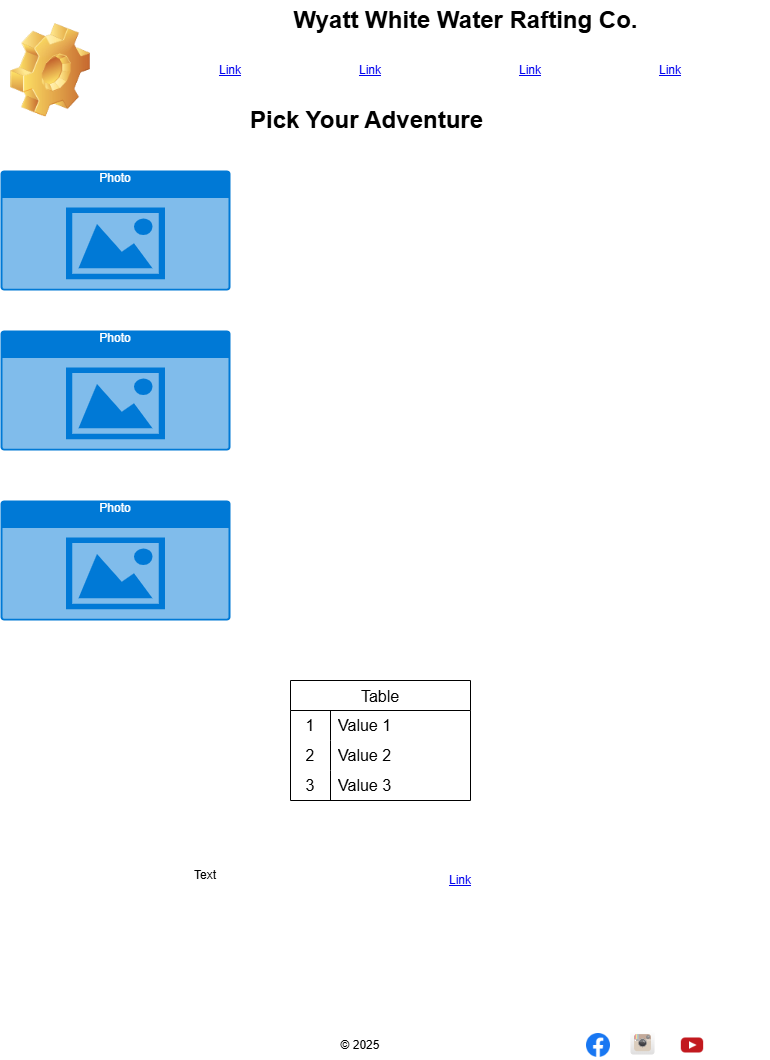 Wyatt White Water Rafting Co.
Link Link Link Link
Pick Your Adventure
Photo
Photo
Photo
Table
1 Value 1
2 Value 2
3 Value 3
Text Link
© 2025